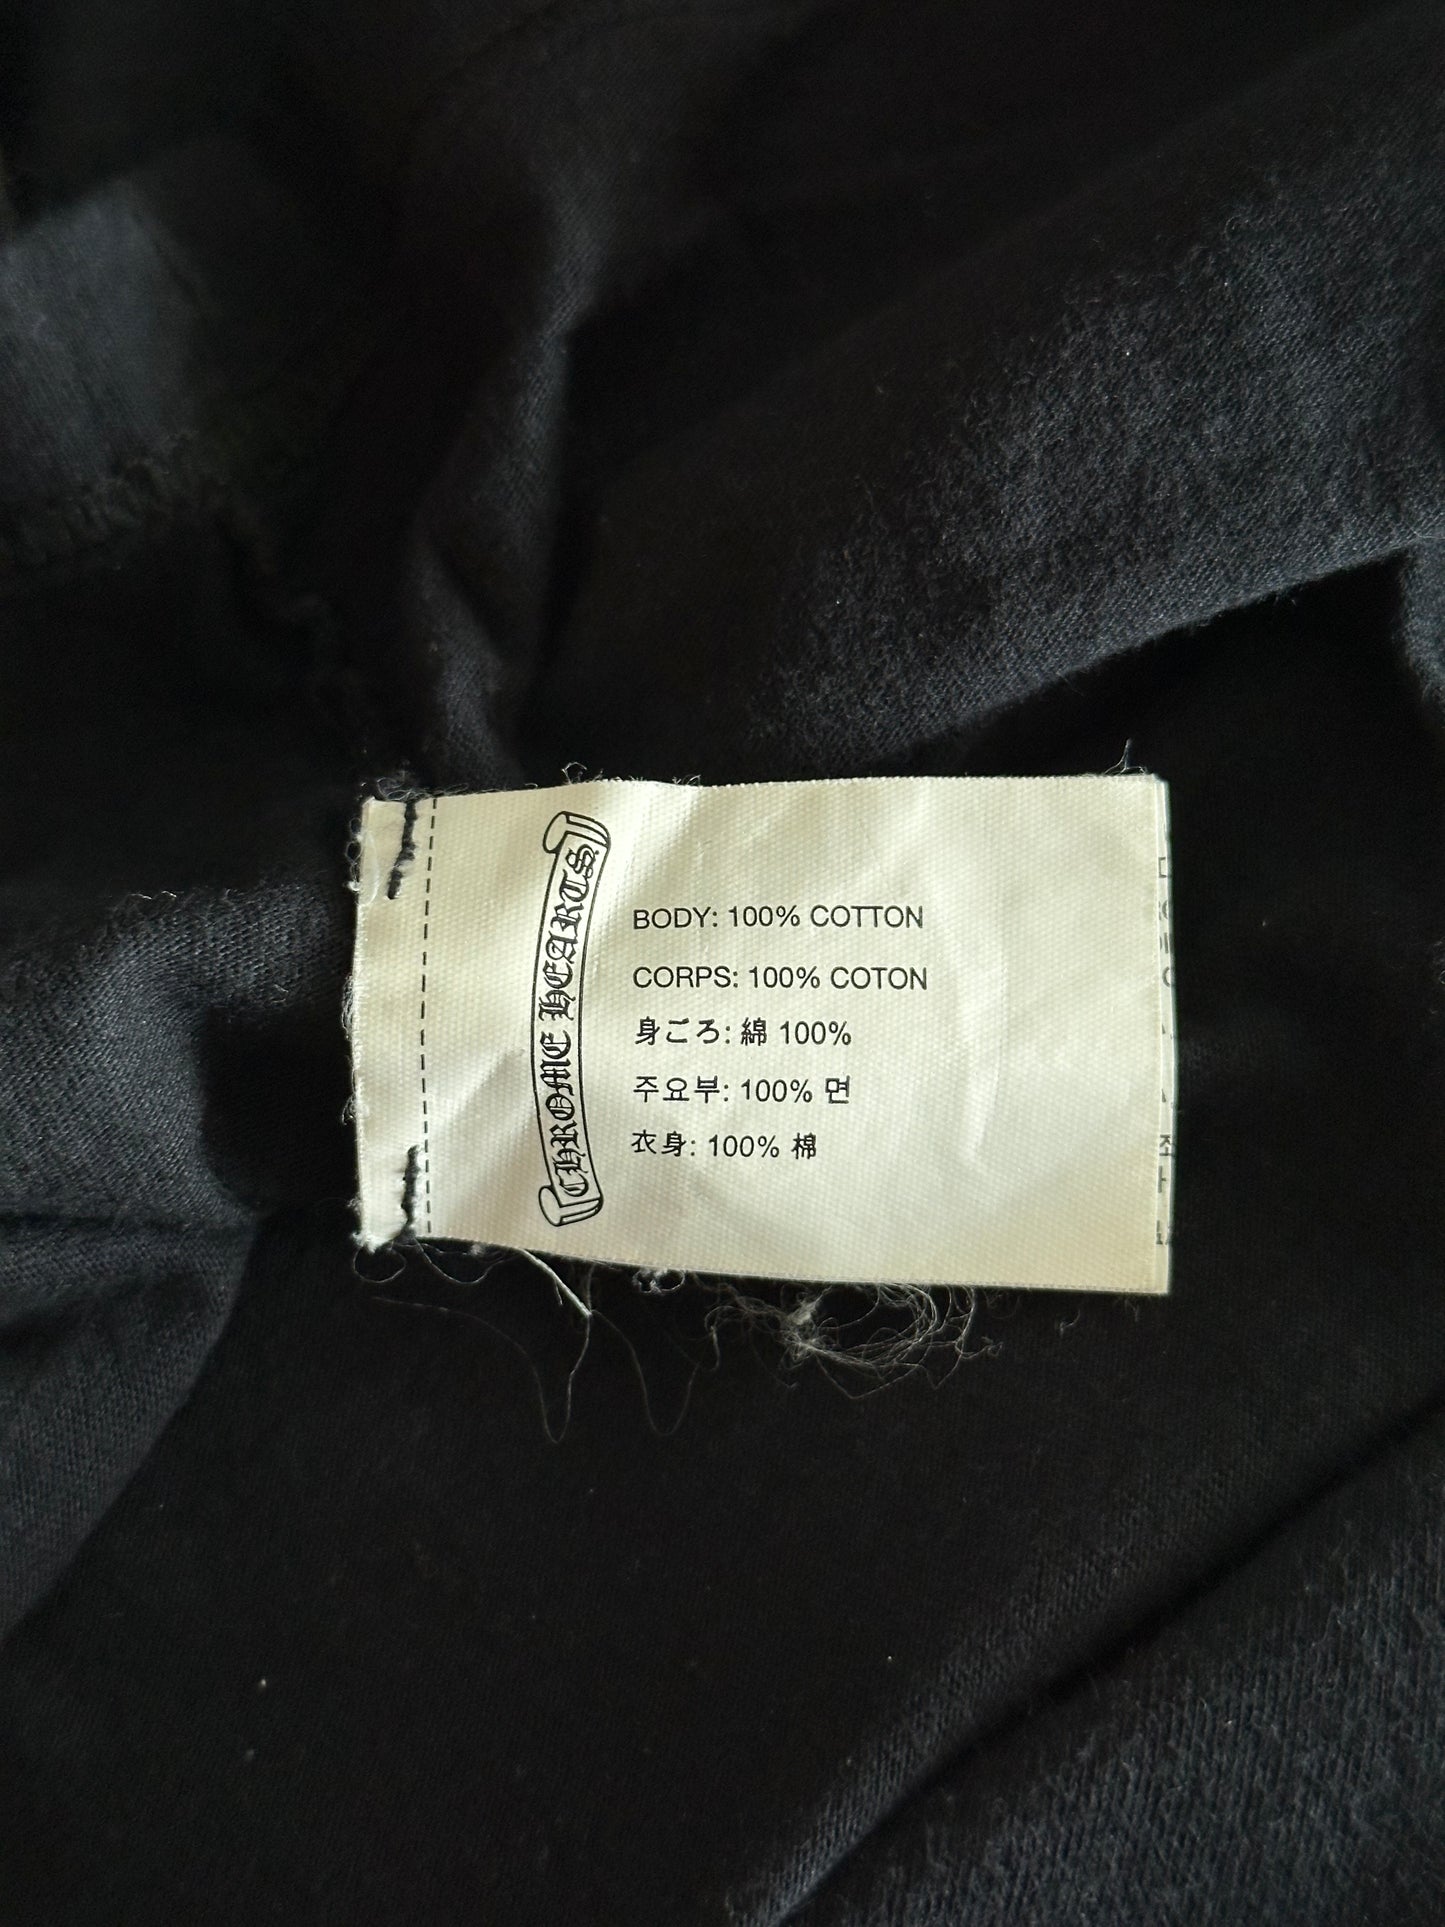 CHROME HEARTS
BODY: 100% COTTON
CORPS: 100% COTON
身ごろ: 綿 100%
주요부: 100% 면
衣身: 100% 棉